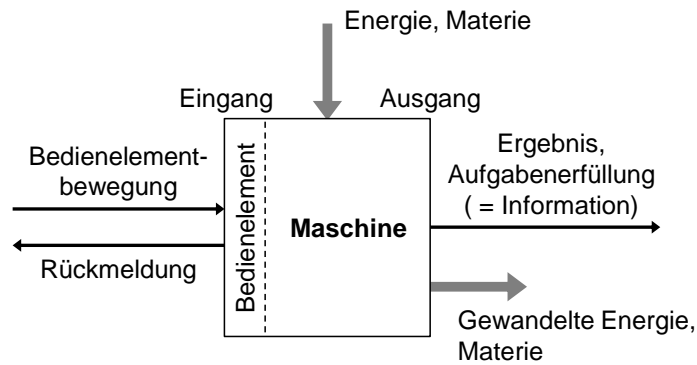 Energie, Materie
Eingang
Ausgang
Bedienelement-
bewegung
Rückmeldung
Bedienelement
Maschine
Ergebnis,
Aufgabenerfüllung
( = Information)
Gewandelte Energie,
Materie